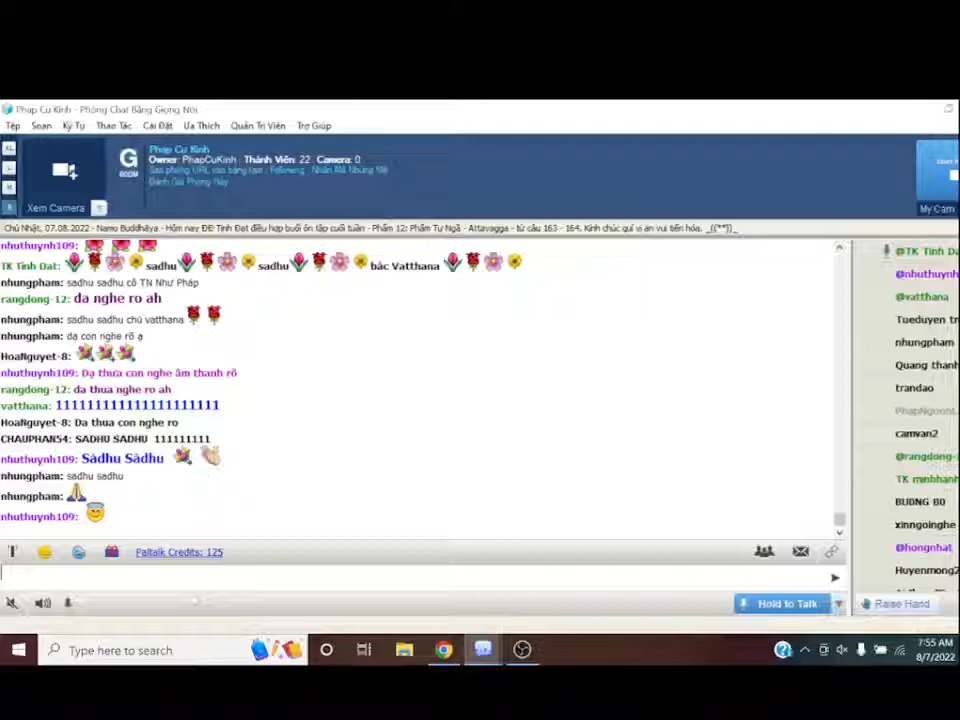 Phap Cu Kinh - Phòng Chat Bằng Giọng Nói
Tệp Soạn Ký Tự Thao Tác Cài Đặt Ưa Thích Quản Trị Viên Trợ Giúp
Phap Cu Kinh
G ROOM
Owner: PhapCuKinh Thành Viên: 22 Camera: 0
Đánh Giá Phòng Này
Xem Camera
My Cam
Chủ Nhật, 07.08.2022 - Namo Buddhāya - Hôm nay ĐĐ Tinh Đạt điều hợp buổi ôn tập cuối tuần - Phẩm 12: Phẩm Tự Ngã - Attavagga - từ câu 163 - 164. Kính chúc quí vị an vui tiến hóa. _((**))_
nhuthuynh109:
TK Tinh Dat: sadhu sadhu bác Vatthana
nhungpham: sadhu sadhu cô TN Như Pháp
rangdong-12: da nghe ro ah
nhungpham: sadhu sadhu chú vatthana
nhungpham: dạ con nghe rõ ạ
HoaNguyet-8:
nhuthuynh109: Dạ thưa con nghe âm thanh rõ
rangdong-12: da thua nghe ro ah
vatthana: 111111111111111111111
HoaNguyet-8: Da thua con nghe ro
CHAUPHAN54: SADHU SADHU 111111111
nhuthuynh109: Sàdhu Sàdhu
nhungpham: sadhu sadhu
nhungpham:
nhuthuynh109:
@TK Tinh Da
@nhuthuynh
@vatthana
Tueduyen tr
nhungpham
Quang thanh
trandao
camvan2
@rangdong-
TK minhhanh
BUONG BO
xinngoinghe
@hongnhat
Huyenmong2
Paltalk Credits: 125
Hold to Talk
Raise Hand
Type here to search
7:55 AM
8/7/2022